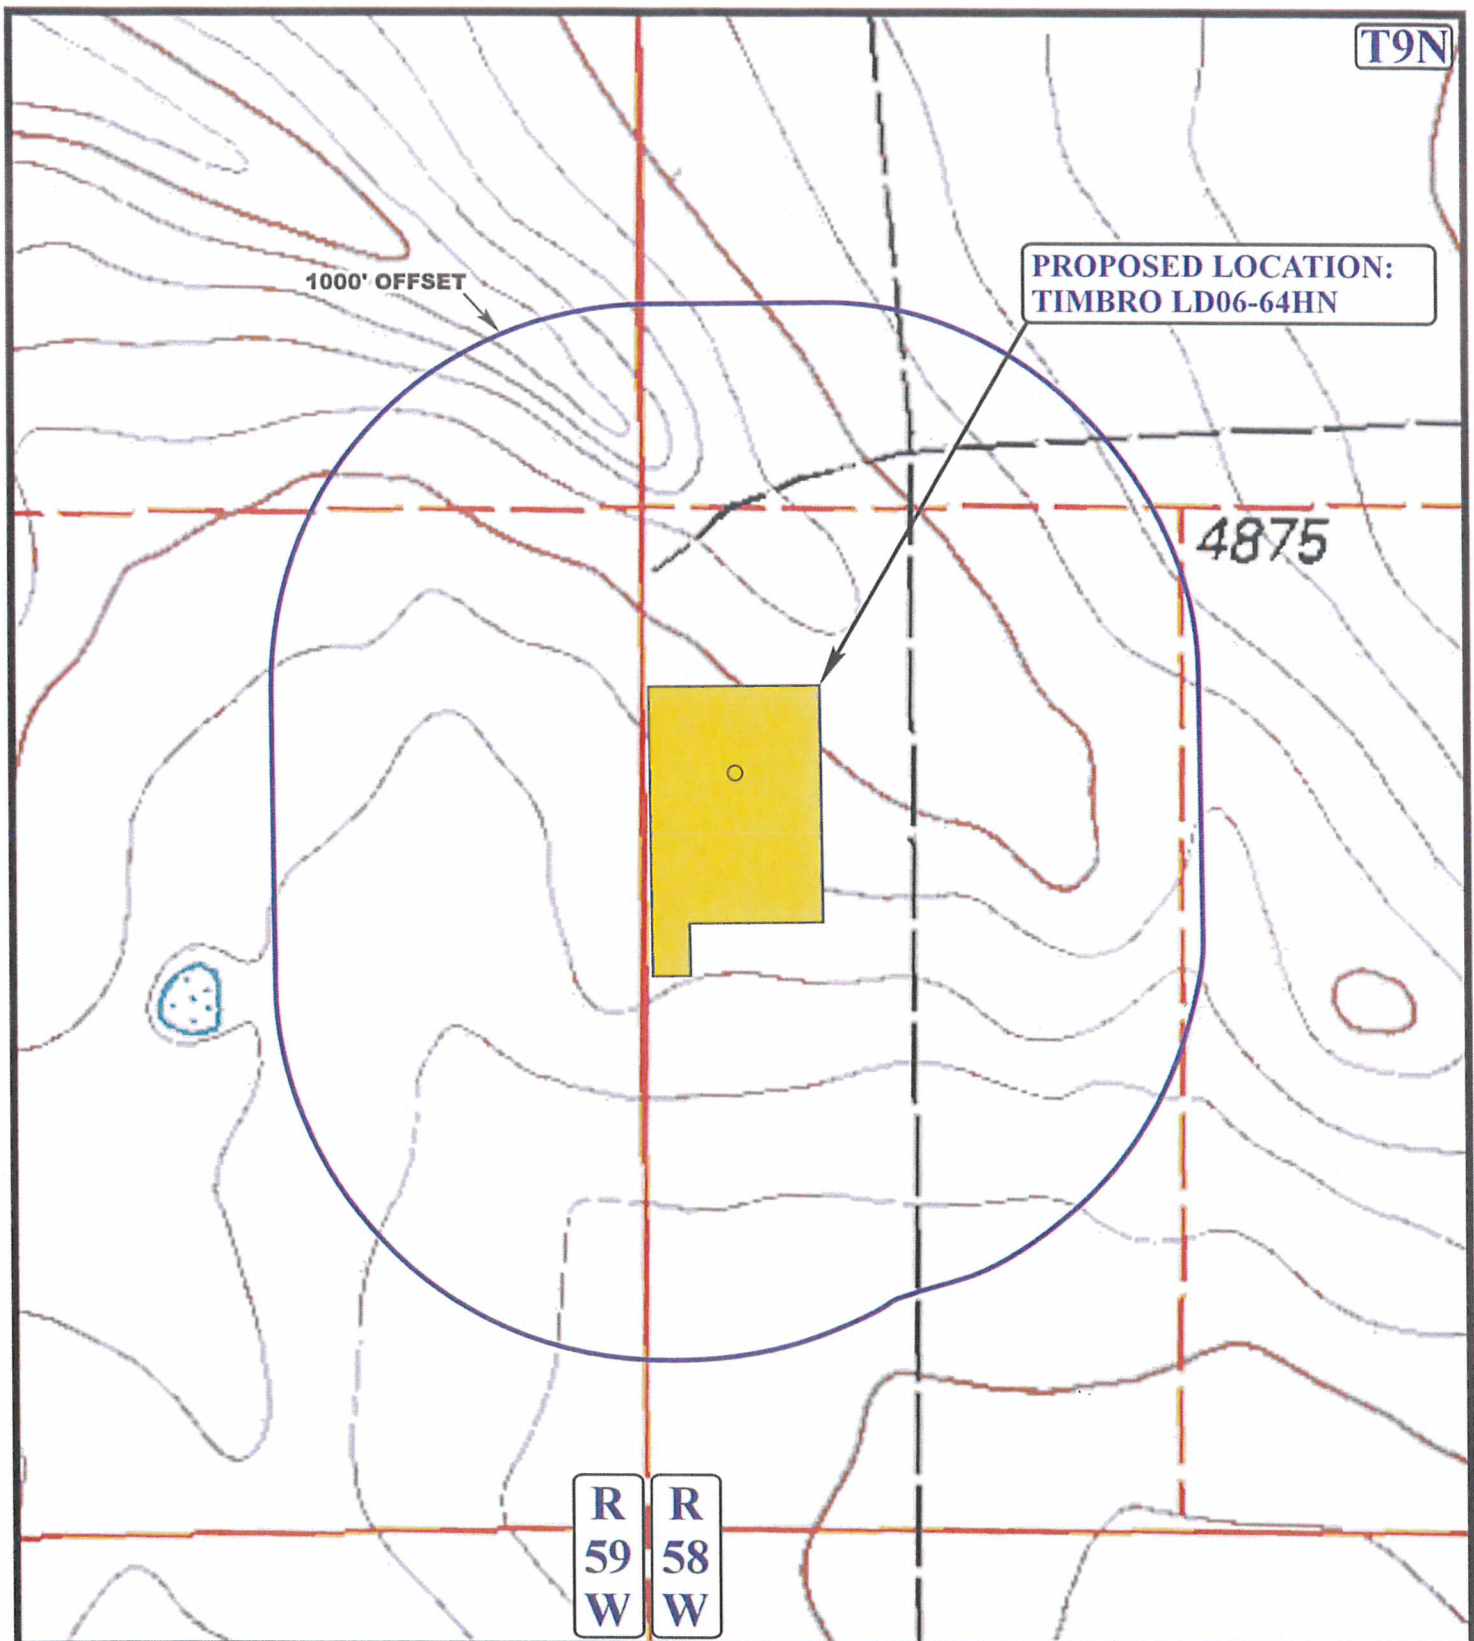 T9N
PROPOSED LOCATION:
TIMBRO LD06-64HN
1000' OFFSET
4875
R
59
W
R
58
W